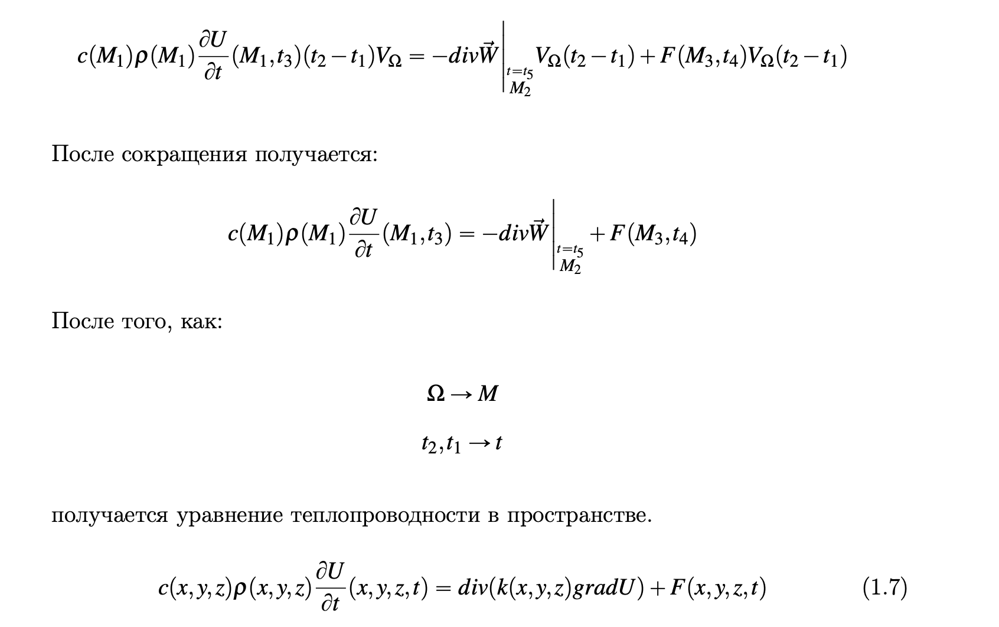 $c(M_1)\rho(M_1)\frac{\partial U}{\partial t}(M_1,t_3)(t_2-t_1)V_\Omega = -div\vec{W}\Big|_{\substack{t=t_5\\M_2}} V_\Omega(t_2-t_1)+F(M_3,t_4)V_\Omega(t_2-t_1)$
После сокращения получается:
$c(M_1)\rho(M_1)\frac{\partial U}{\partial t}(M_1,t_3) = -div\vec{W}\Big|_{\substack{t=t_5\\M_2}} +F(M_3,t_4)$
После того, как:
$\Omega \to M$
$t_2,t_1 \to t$
получается уравнение теплопроводности в пространстве.
$c(x,y,z)\rho(x,y,z)\frac{\partial U}{\partial t}(x,y,z,t) = div(k(x,y,z)gradU)+F(x,y,z,t)$ (1.7)